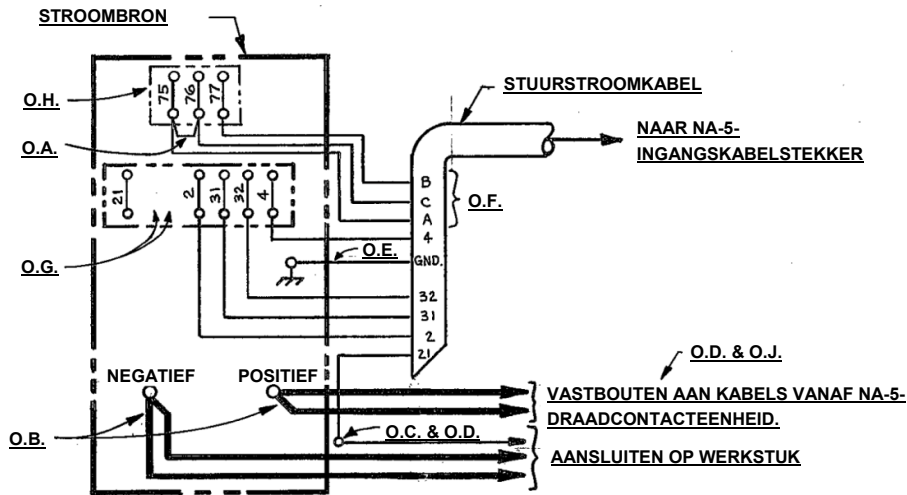 STROOMBRON
O.H.
75 76 77
STUURSTROOMKABEL
NAAR NA-5-
INGANGSKABELSTEKKER
O.A.
21 2 31 32 4
B
C
A
4
GND.
32
31
2
21
O.F.
O.G.
O.E.
O.D. & O.J.
NEGATIEF POSITIEF
VASTBOUTEN AAN KABELS VANAF NA-5-
DRAADCONTACTEENHEID.
O.B.
O.C. & O.D.
AANSLUITEN OP WERKSTUK